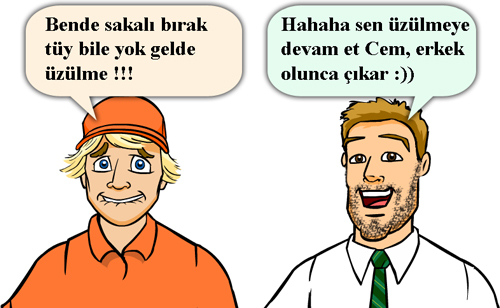 Bende sakalı bırak
tüy bile yok gelde
üzülme !!!
Hahaha sen üzülmeye
devam et Cem, erkek
olunca çıkar :))